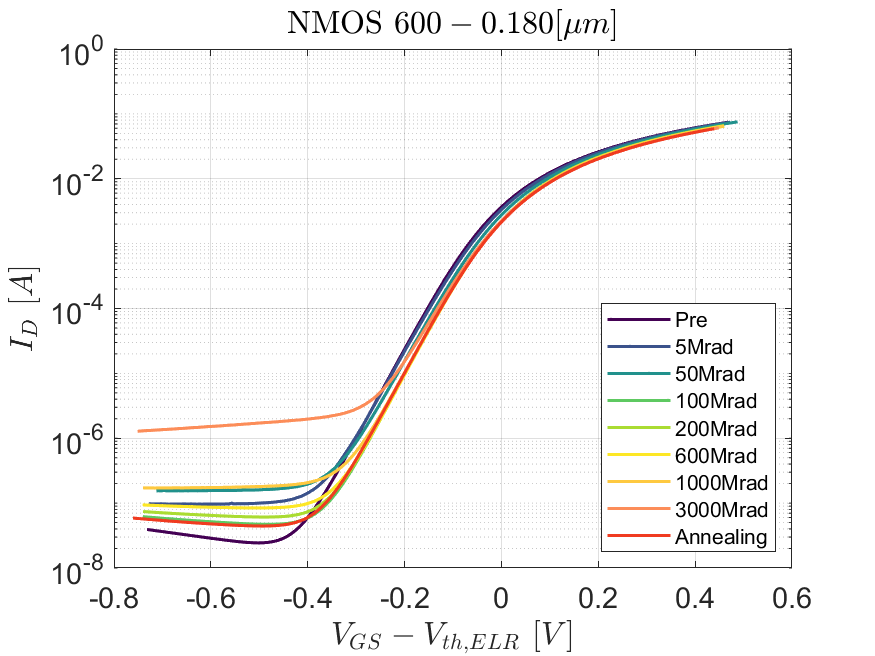 NMOS 600 − 0.180[μm]
10^0
10^-2
10^-4
10^-6
10^-8
I_D [A]
Pre
5Mrad
50Mrad
100Mrad
200Mrad
600Mrad
1000Mrad
3000Mrad
Annealing
-0.8 -0.6 -0.4 -0.2 0 0.2 0.4 0.6
V_GS − V_th,ELR [V]